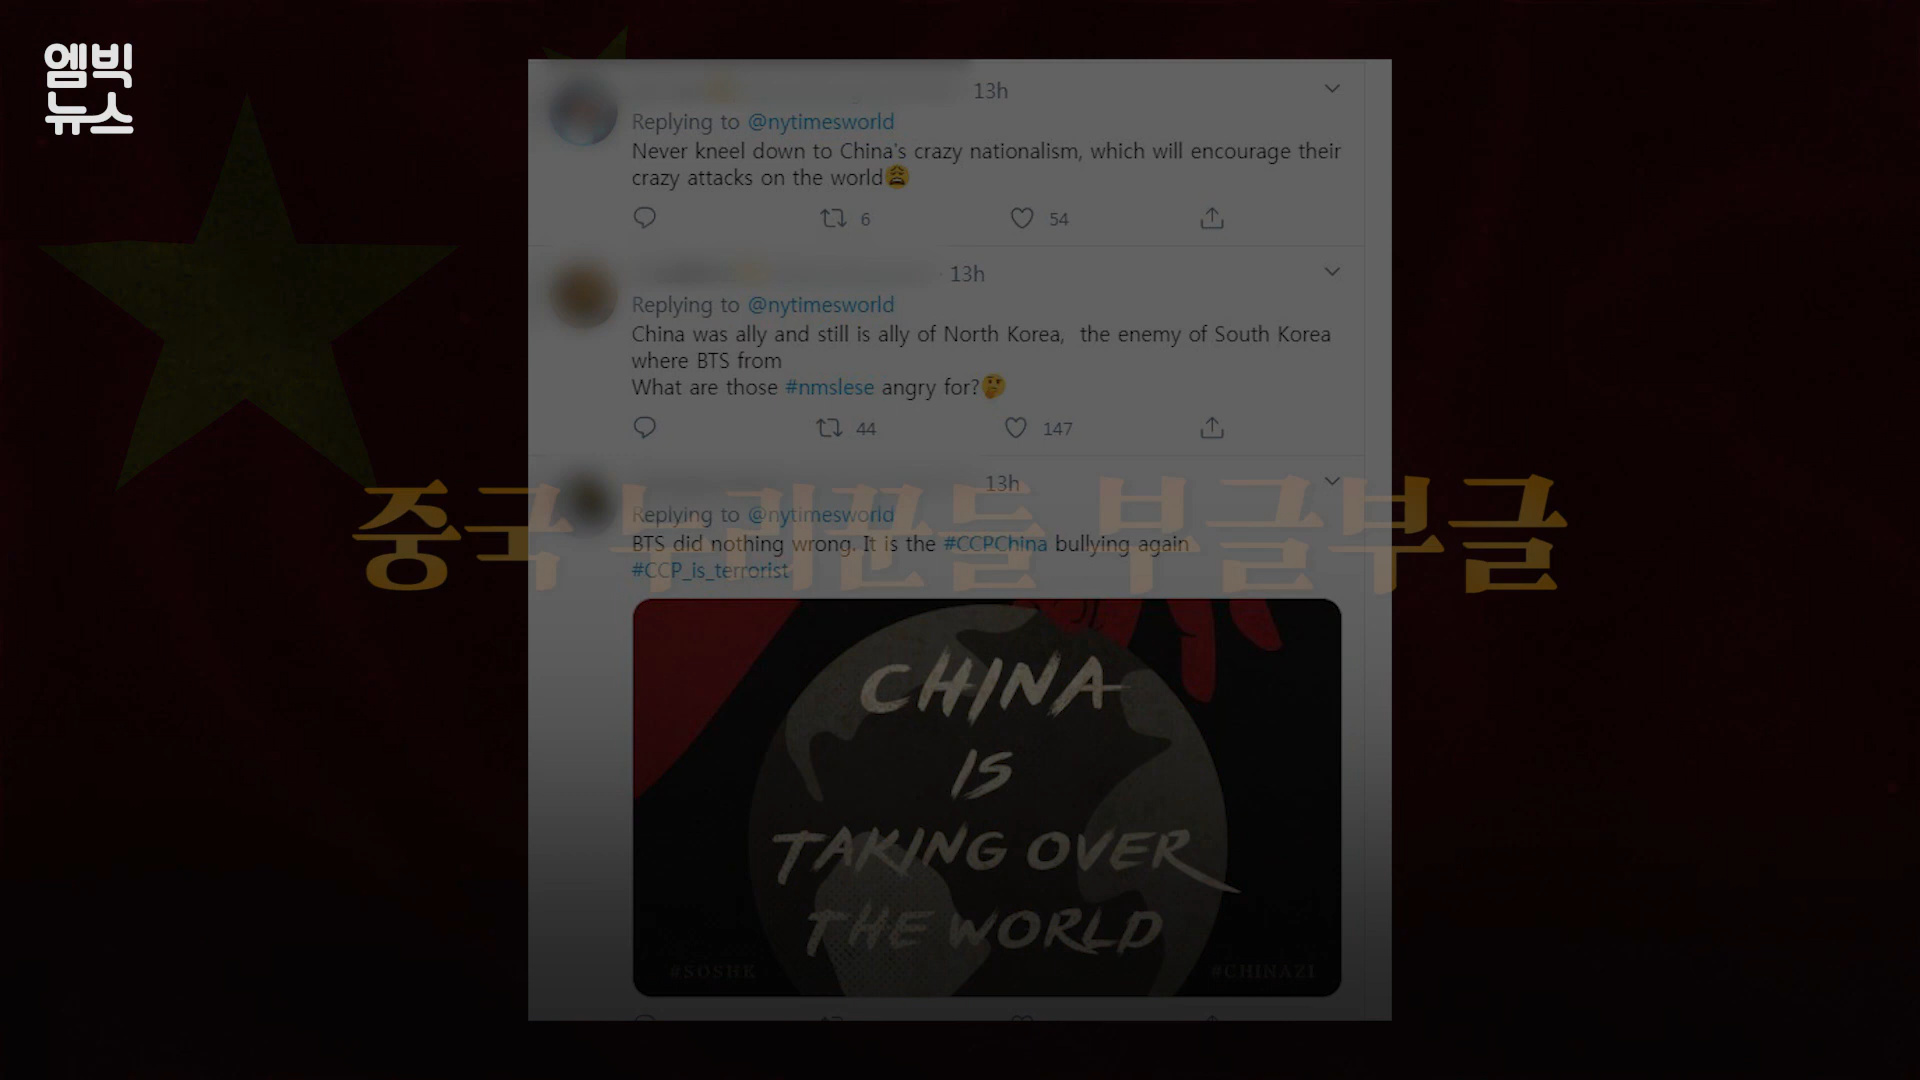 엠빅
뉴스
13h
Replying to @nytimesworld
Never kneel down to China's crazy nationalism, which will encourage their
crazy attacks on the world😩
6 54
13h
Replying to @nytimesworld
China was ally and still is ally of North Korea, the enemy of South Korea
where BTS from
What are those #nmslese angry for?🤔
44 147
13h
중국 누리꾼들 부글부글
Replying to @nytimesworld
BTS did nothing wrong. It is the #CCPChina bullying again
#CCP_is_terrorist
CHINA
IS
TAKING OVER
THE WORLD
#SOSHK #CHINAZI